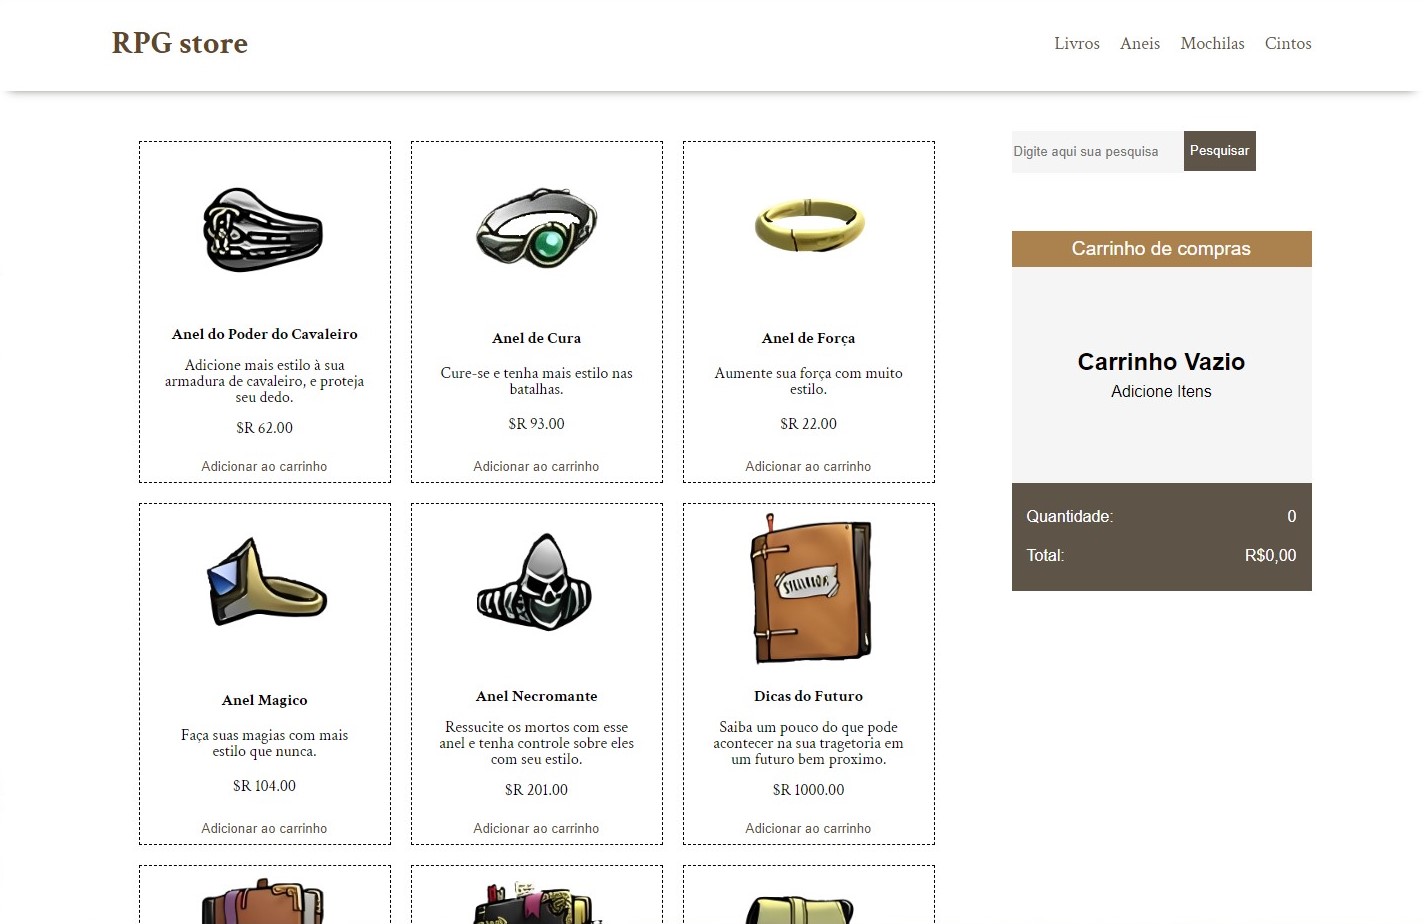 RPG store
Livros Aneis Mochilas Cintos
Digite aqui sua pesquisa
Pesquisar
Anel do Poder do Cavaleiro
Adicione mais estilo à sua
armadura de cavaleiro, e proteja
seu dedo.
$R 62.00
Adicionar ao carrinho
Anel de Cura
Cure-se e tenha mais estilo nas
batalhas.
$R 93.00
Adicionar ao carrinho
Anel de Força
Aumente sua força com muito
estilo.
$R 22.00
Adicionar ao carrinho
Carrinho de compras
Carrinho Vazio
Adicione Itens
Quantidade: 0
Total: R$0,00
Anel Magico
Faça suas magias com mais
estilo que nunca.
$R 104.00
Adicionar ao carrinho
Anel Necromante
Ressucite os mortos com esse
anel e tenha controle sobre eles
com seu estilo.
$R 201.00
Adicionar ao carrinho
Dicas do Futuro
Saiba um pouco do que pode
acontecer na sua tragetoria em
um futuro bem proximo.
$R 1000.00
Adicionar ao carrinho